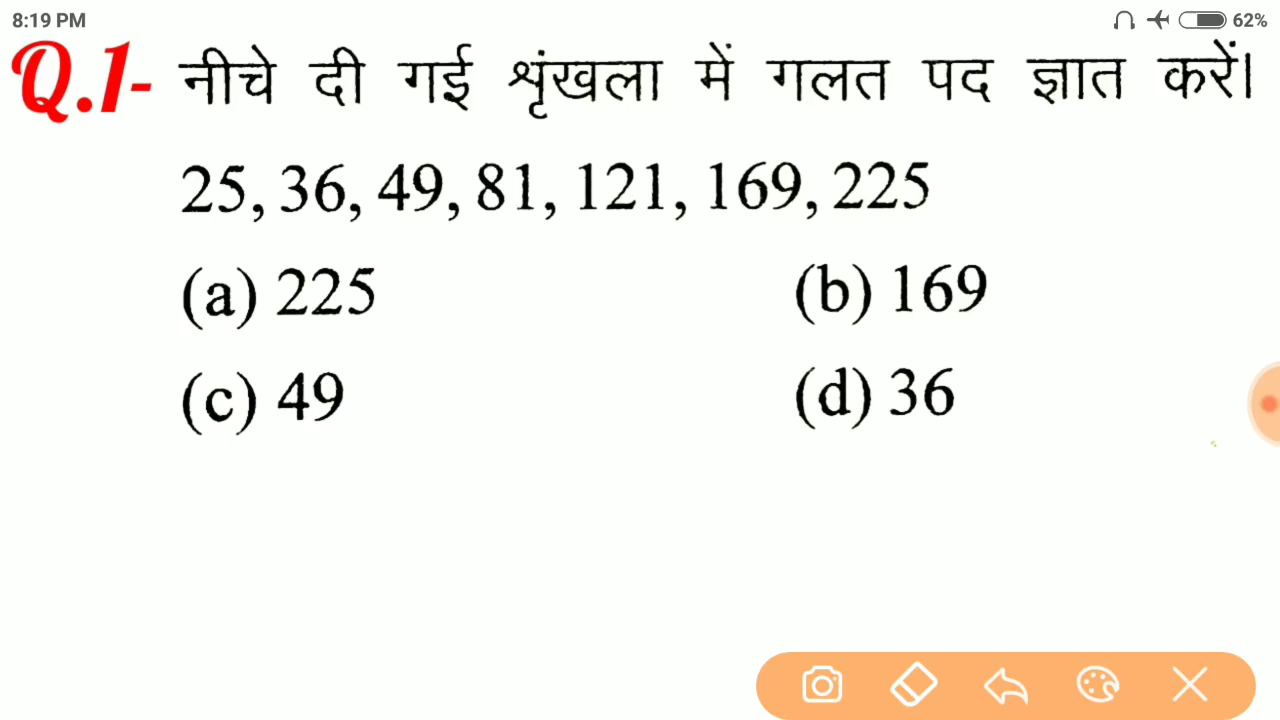 8:19 PM 62%
Q.1- नीचे दी गई श्रृंखला में गलत पद ज्ञात करें।
25, 36, 49, 81, 121, 169, 225
(a) 225 (b) 169
(c) 49 (d) 36